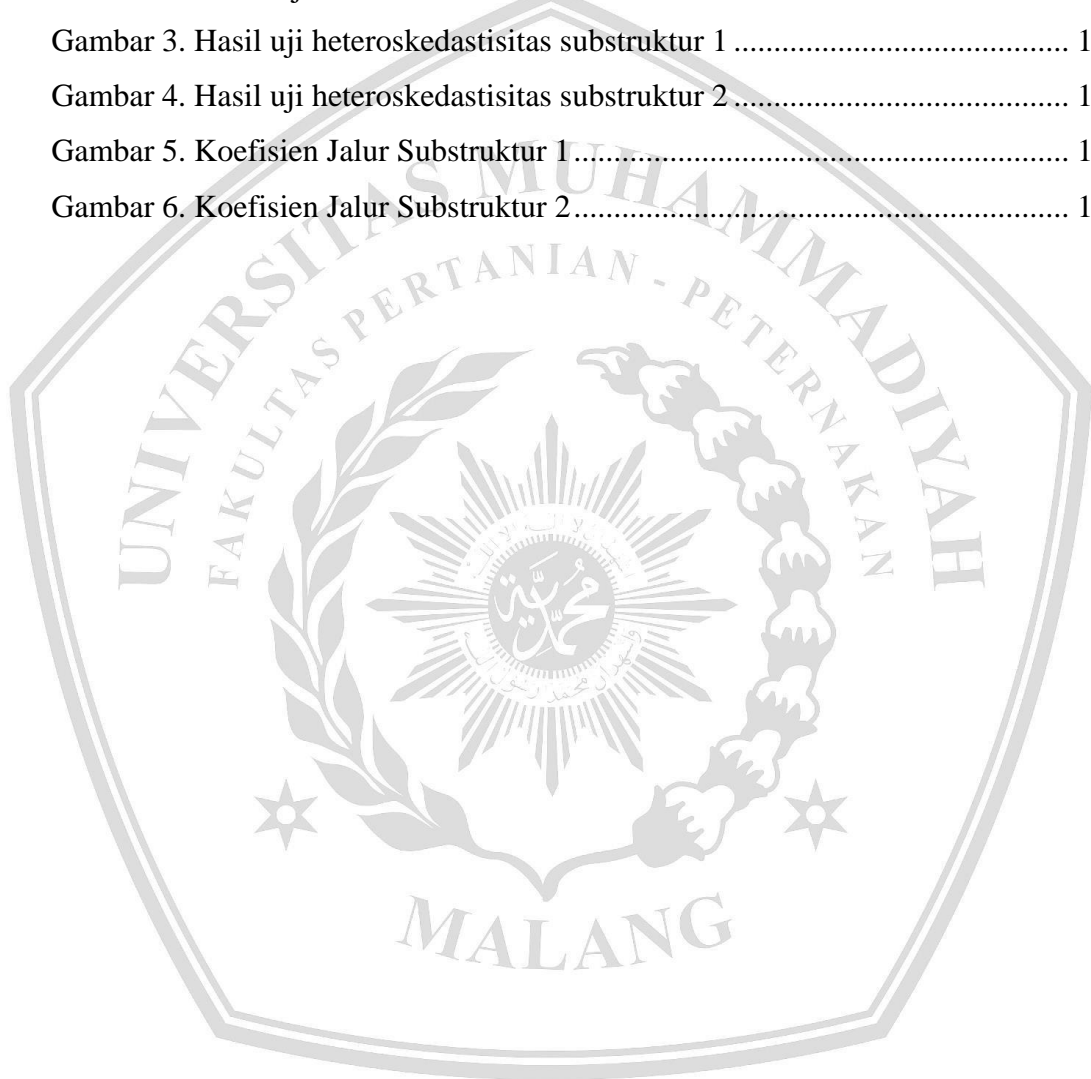 Gambar 3. Hasil uji heteroskedastisitas substruktur 1 ......................................... 1
Gambar 4. Hasil uji heteroskedastisitas substruktur 2 ......................................... 1
Gambar 5. Koefisien Jalur Substruktur 1 ............................................................. 1
Gambar 6. Koefisien Jalur Substruktur 2 ............................................................. 1
UNIVERSITAS MUHAMMADIYAH
FAKULTAS PERTANIAN - PETERNAKAN
MALANG